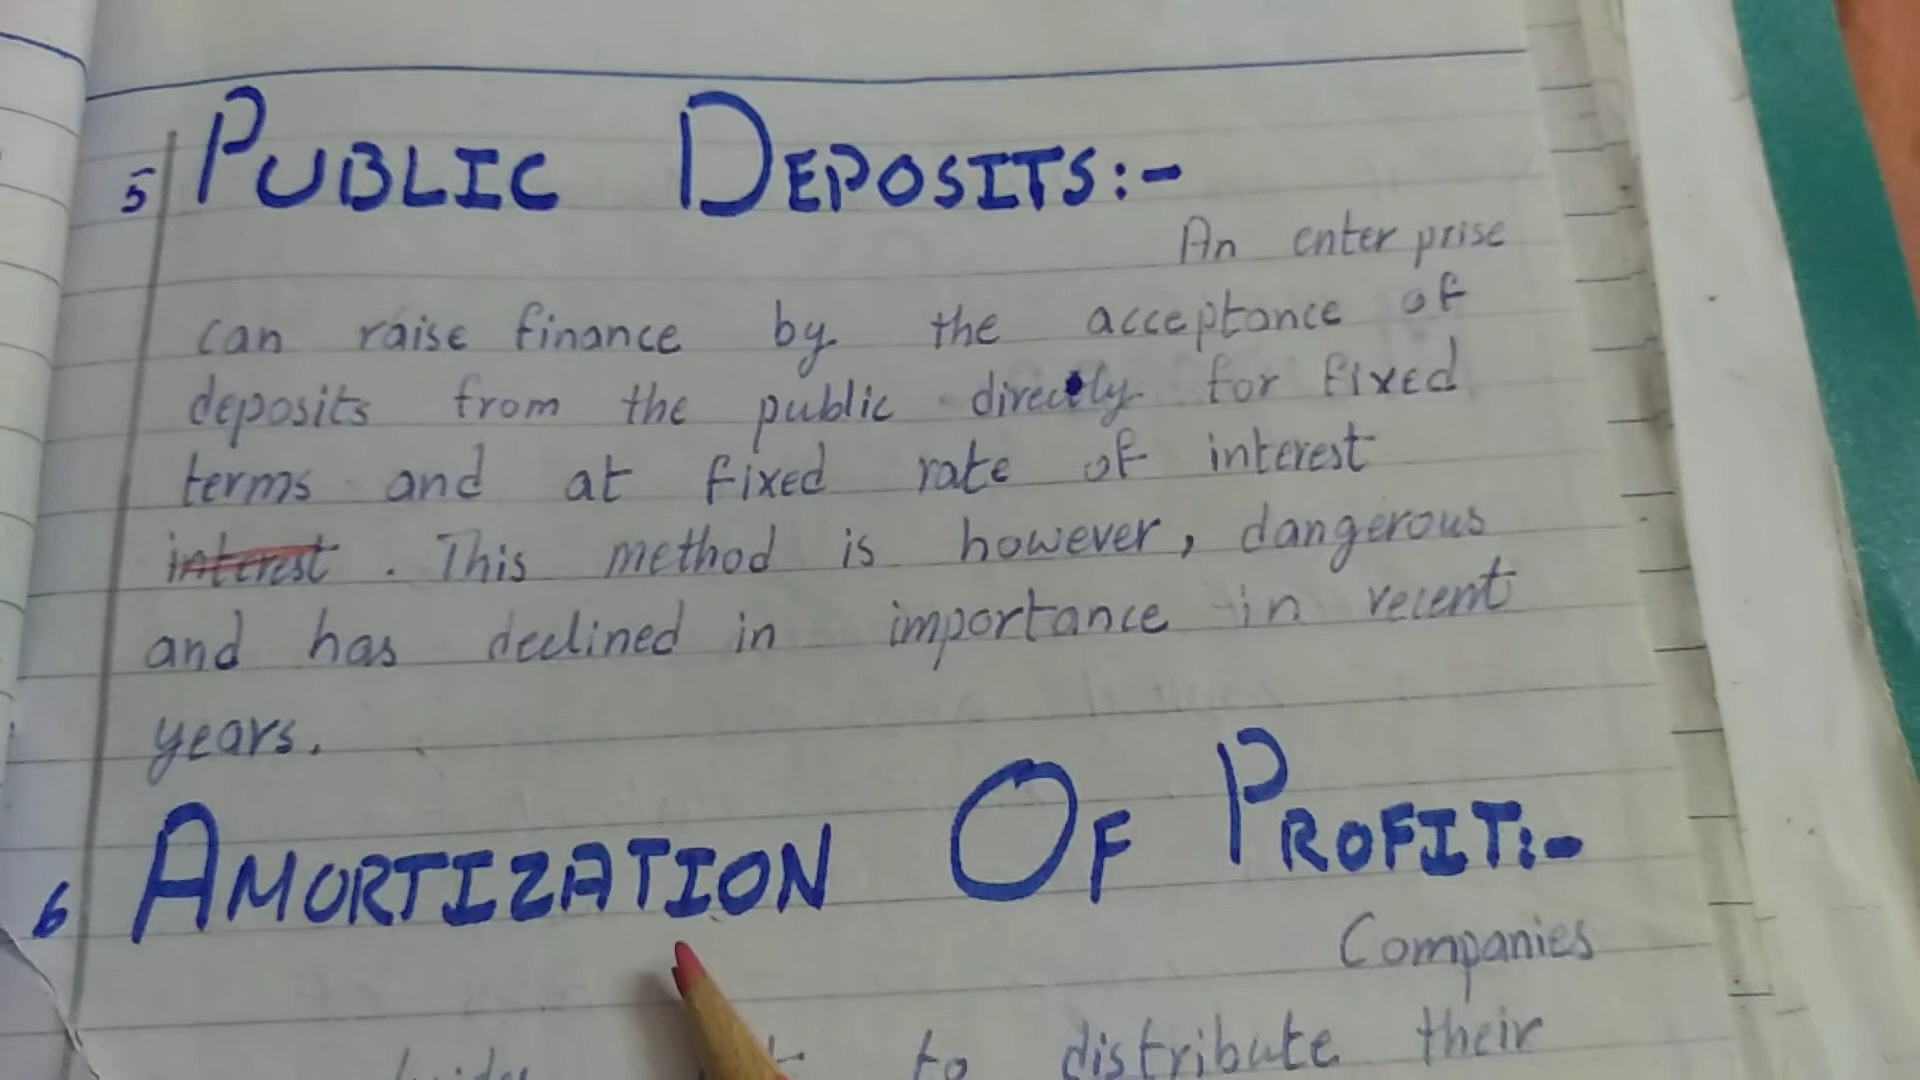 5 PUBLIC DEPOSITS:-
An enterprise
can raise finance by the acceptance of
deposits from the public directly for fixed
terms and at fixed rate of interest
interest . This method is however, dangerous
and has declined in importance in recent
years.
6 AMORTIZATION OF PROFIT:-
Companies
to distribute their